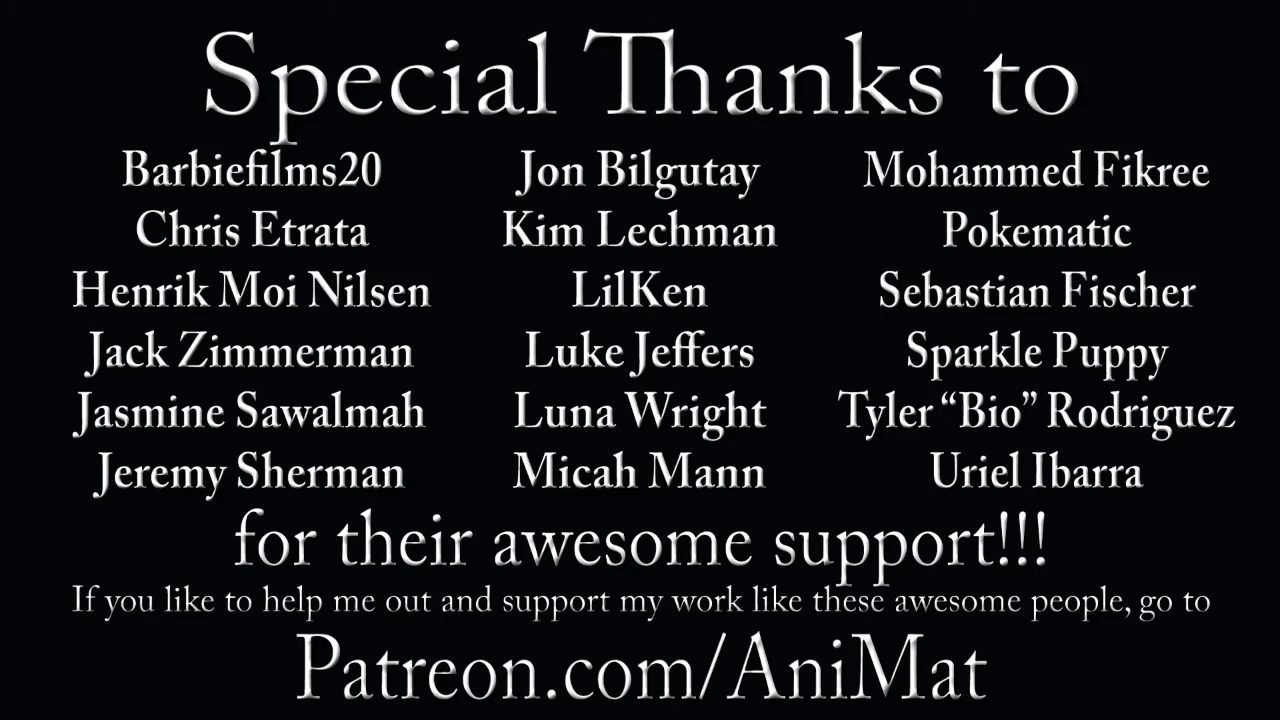 Special Thanks to
Barbiefilms20 Jon Bilgutay Mohammed Fikree
Chris Etrata Kim Lechman Pokematic
Henrik Moi Nilsen LilKen Sebastian Fischer
Jack Zimmerman Luke Jeffers Sparkle Puppy
Jasmine Sawalmah Luna Wright Tyler “Bio” Rodriguez
Jeremy Sherman Micah Mann Uriel Ibarra
for their awesome support!!!
If you like to help me out and support my work like these awesome people, go to
Patreon.com/AniMat